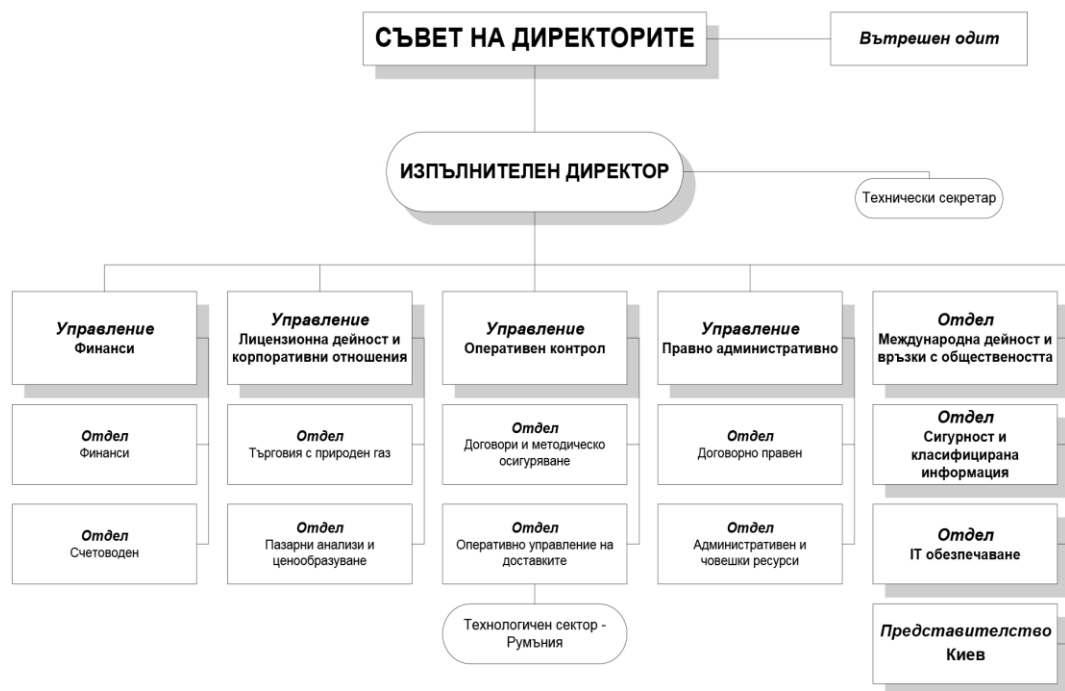 СЪВЕТ НА ДИРЕКТОРИТЕ
Вътрешен одит
ИЗПЪЛНИТЕЛЕН ДИРЕКТОР
Технически секретар
Управление
Финанси
Управление
Лицензионна дейност и
корпоративни отношения
Управление
Оперативен контрол
Управление
Правно административно
Отдел
Международна дейност и
връзки с обществеността
Отдел
Финанси
Отдел
Търговия с природен газ
Отдел
Договори и методическо
осигуряване
Отдел
Договорно правен
Отдел
Сигурност и
класифицирана
информация
Отдел
Счетоводен
Отдел
Пазарни анализи и
ценообразуване
Отдел
Оперативно управление на
доставките
Отдел
Административен и
човешки ресурси
Отдел
IT обезпечаване
Технологичен сектор -
Румъния
Представителство
Киев